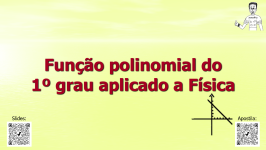 Função polinomial do
1º grau aplicado a Física
Slides:
Apostila: